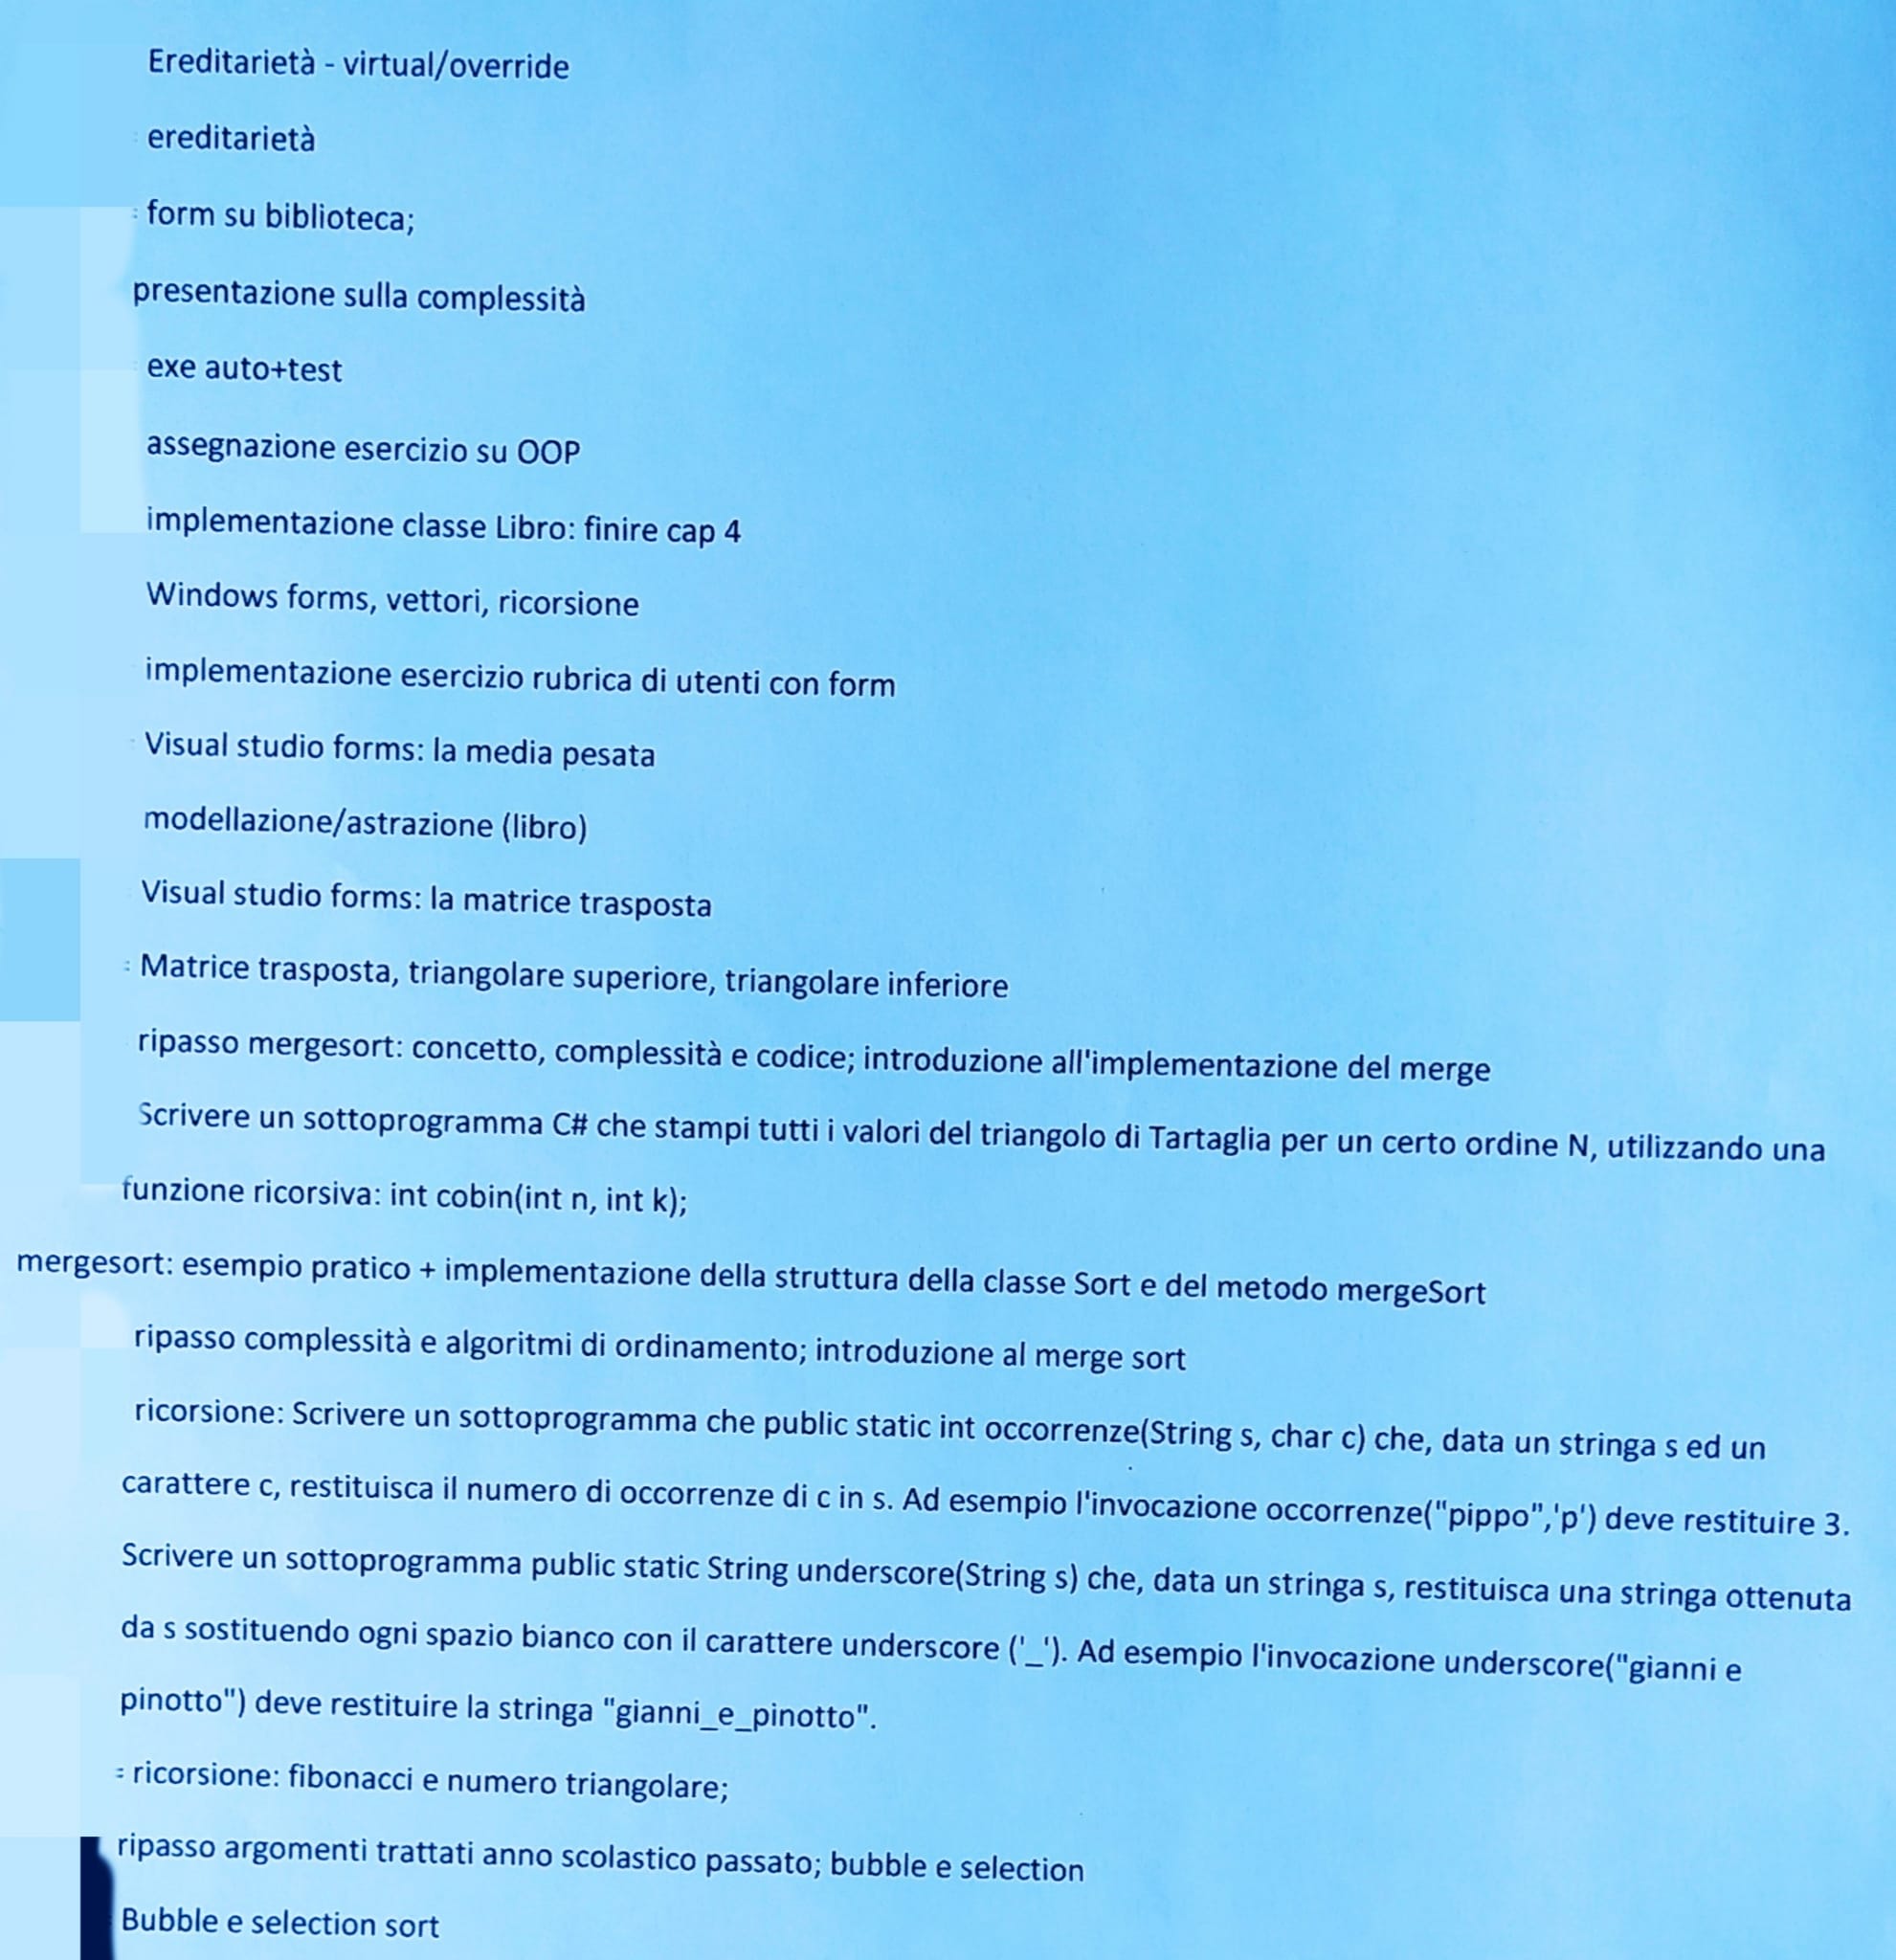 Ereditarietà - virtual/override
ereditarietà
: form su biblioteca;
presentazione sulla complessità
exe auto+test
assegnazione esercizio su OOP
implementazione classe Libro: finire cap 4
Windows forms, vettori, ricorsione
implementazione esercizio rubrica di utenti con form
Visual studio forms: la media pesata
modellazione/astrazione (libro)
Visual studio forms: la matrice trasposta
: Matrice trasposta, triangolare superiore, triangolare inferiore
ripasso mergesort: concetto, complessità e codice; introduzione all'implementazione del merge
Scrivere un sottoprogramma C# che stampi tutti i valori del triangolo di Tartaglia per un certo ordine N, utilizzando una
funzione ricorsiva: int cobin(int n, int k);
mergesort: esempio pratico + implementazione della struttura della classe Sort e del metodo mergeSort
ripasso complessità e algoritmi di ordinamento; introduzione al merge sort
ricorsione: Scrivere un sottoprogramma che public static int occorrenze(String s, char c) che, data un stringa s ed un
carattere c, restituisca il numero di occorrenze di c in s. Ad esempio l'invocazione occorrenze("pippo",'p') deve restituire 3.
Scrivere un sottoprogramma public static String underscore(String s) che, data un stringa s, restituisca una stringa ottenuta
da s sostituendo ogni spazio bianco con il carattere underscore ('_'). Ad esempio l'invocazione underscore("gianni e
pinotto") deve restituire la stringa "gianni_e_pinotto".
: ricorsione: fibonacci e numero triangolare;
ripasso argomenti trattati anno scolastico passato; bubble e selection
Bubble e selection sort